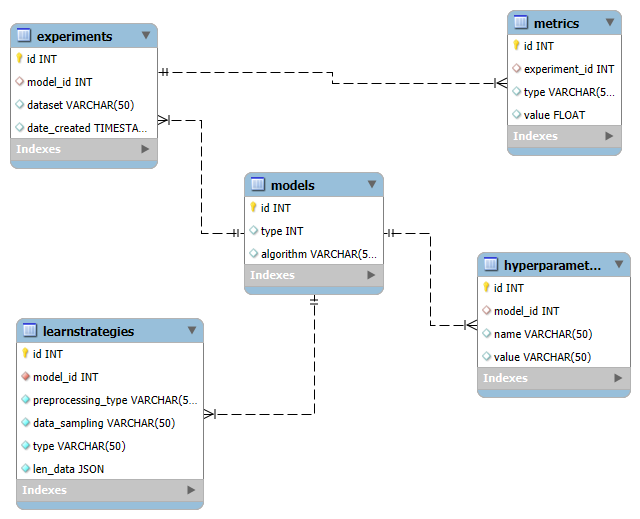 experiments
id INT
model_id INT
dataset VARCHAR(50)
date_created TIMESTA...
Indexes
metrics
id INT
experiment_id INT
type VARCHAR(5...
value FLOAT
Indexes
models
id INT
type INT
algorithm VARCHAR(5...
Indexes
hyperparamet...
id INT
model_id INT
name VARCHAR(50)
value VARCHAR(50)
Indexes
learnstrategies
id INT
model_id INT
preprocessing_type VARCHAR(5...
data_sampling VARCHAR(50)
type VARCHAR(50)
len_data JSON
Indexes